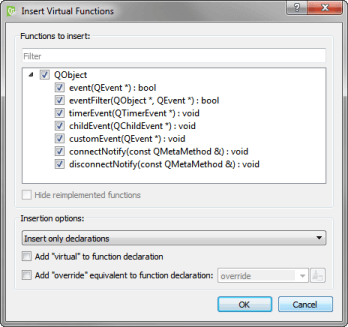 Insert Virtual Functions
Functions to insert:
Filter
QObject
event(QEvent *) : bool
eventFilter(QObject *, QEvent *) : bool
timerEvent(QTimerEvent *) : void
childEvent(QChildEvent *) : void
customEvent(QEvent *) : void
connectNotify(const QMetaMethod &) : void
disconnectNotify(const QMetaMethod &) : void
Hide reimplemented functions
Insertion options:
Insert only declarations
Add "virtual" to function declaration
Add "override" equivalent to function declaration: override
OK Cancel